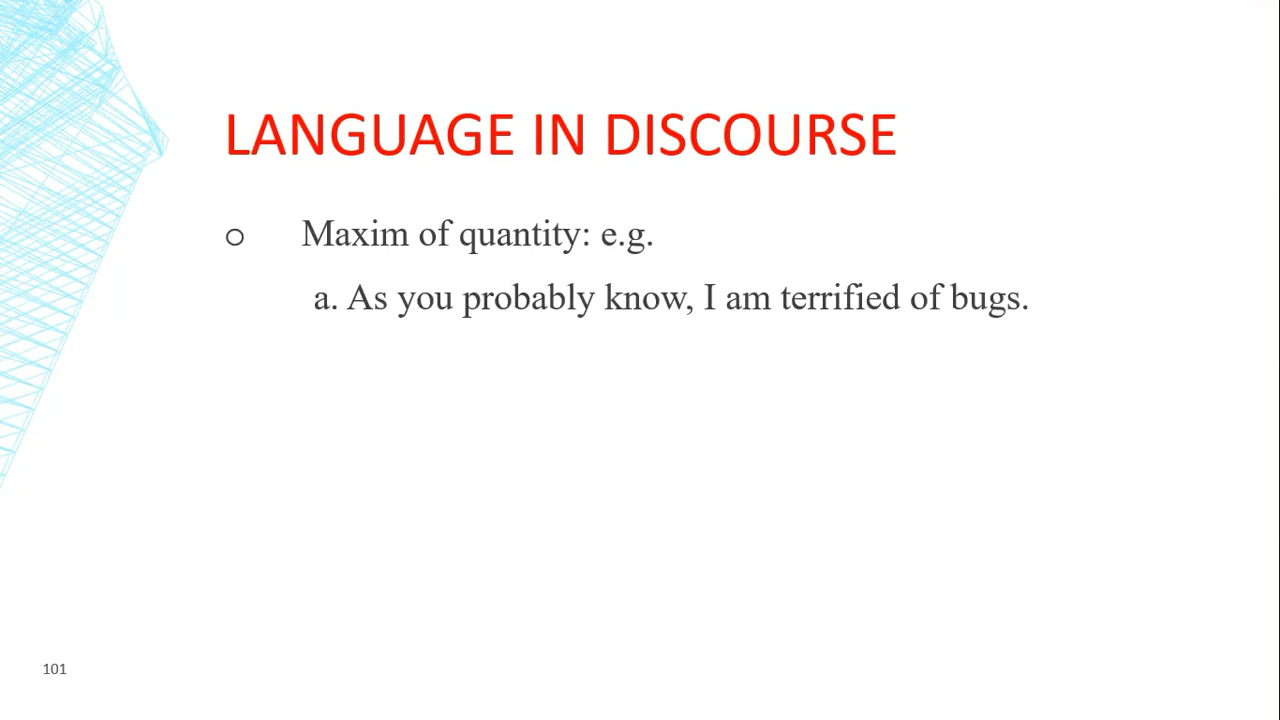 LANGUAGE IN DISCOURSE
o Maxim of quantity: e.g.
a. As you probably know, I am terrified of bugs.
101